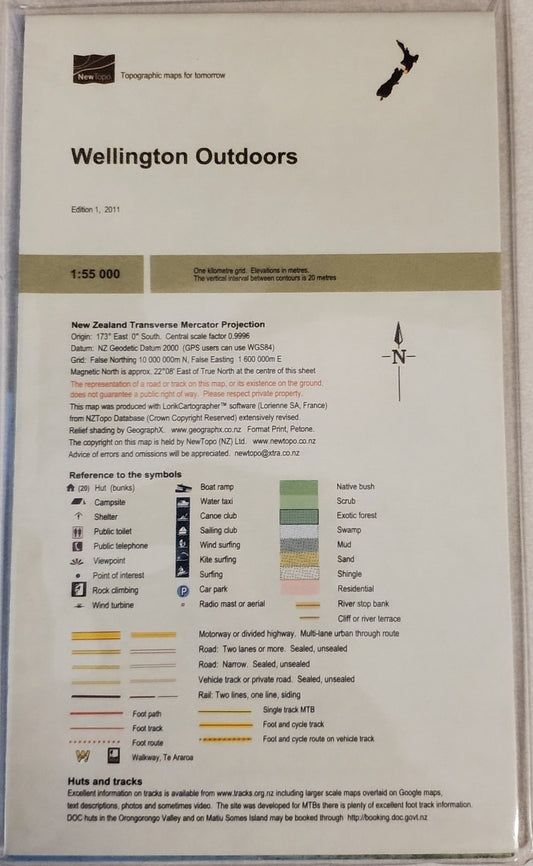 NewTopo Topographic maps for tomorrow
Wellington Outdoors
Edition 1, 2011
1:55 000
One kilometre grid. Elevations in metres.
The vertical interval between contours is 20 metres
New Zealand Transverse Mercator Projection
Origin: 173° East 0° South. Central scale factor 0.9996
Datum: NZ Geodetic Datum 2000 (GPS users can use WGS84)
Grid: False Northing 10 000 000m N, False Easting 1 600 000m E
Magnetic North is approx. 22°08' East of True North at the centre of this sheet
The representation of a road or track on this map, or its existence on the ground,
does not guarantee a public right of way. Please respect private property.
This map was produced with LorikCartographer™ software (Lorienne SA, France)
from NZTopo Database (Crown Copyright Reserved) extensively revised.
Relief shading by GeographX. www.geographx.co.nz Format Print, Petone.
The copyright on this map is held by NewTopo (NZ) Ltd. www.newtopo.co.nz
Advice of errors and omissions will be appreciated. newtopo@xtra.co.nz
N
Reference to the symbols
(20) Hut (bunks)
Campsite
Shelter
Public toilet
Public telephone
Viewpoint
Point of interest
Rock climbing
Wind turbine
Boat ramp
Water taxi
Canoe club
Sailing club
Wind surfing
Kite surfing
Surfing
P Car park
Radio mast or aerial
Native bush
Scrub
Exotic forest
Swamp
Mud
Sand
Shingle
Residential
River stop bank
Cliff or river terrace
Motorway or divided highway. Multi-lane urban through route
Road: Two lanes or more. Sealed, unsealed
Road: Narrow. Sealed, unsealed
Vehicle track or private road. Sealed, unsealed
Rail: Two lines, one line, siding
Foot path
Foot track
Foot route
W Walkway, Te Araroa
Single track MTB
Foot and cycle track
Foot and cycle route on vehicle track
Huts and tracks
Excellent information on tracks is available from www.tracks.org.nz including larger scale maps overlaid on Google maps,
text descriptions, photos and sometimes video. The site was developed for MTBs there is plenty of excellent foot track information.
DOC huts in the Orongorongo Valley and on Matiu Somes Island may be booked through http://booking.doc.govt.nz